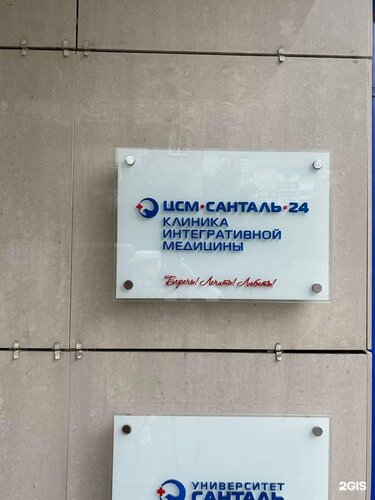 ЦСМ•САНТАЛЬ•24
КЛИНИКА
ИНТЕГРАТИВНОЙ
МЕДИЦИНЫ
Беречь! Лечить! Любить!
УНИВЕРСИТЕТ
САНТАЛЬ
2GIS